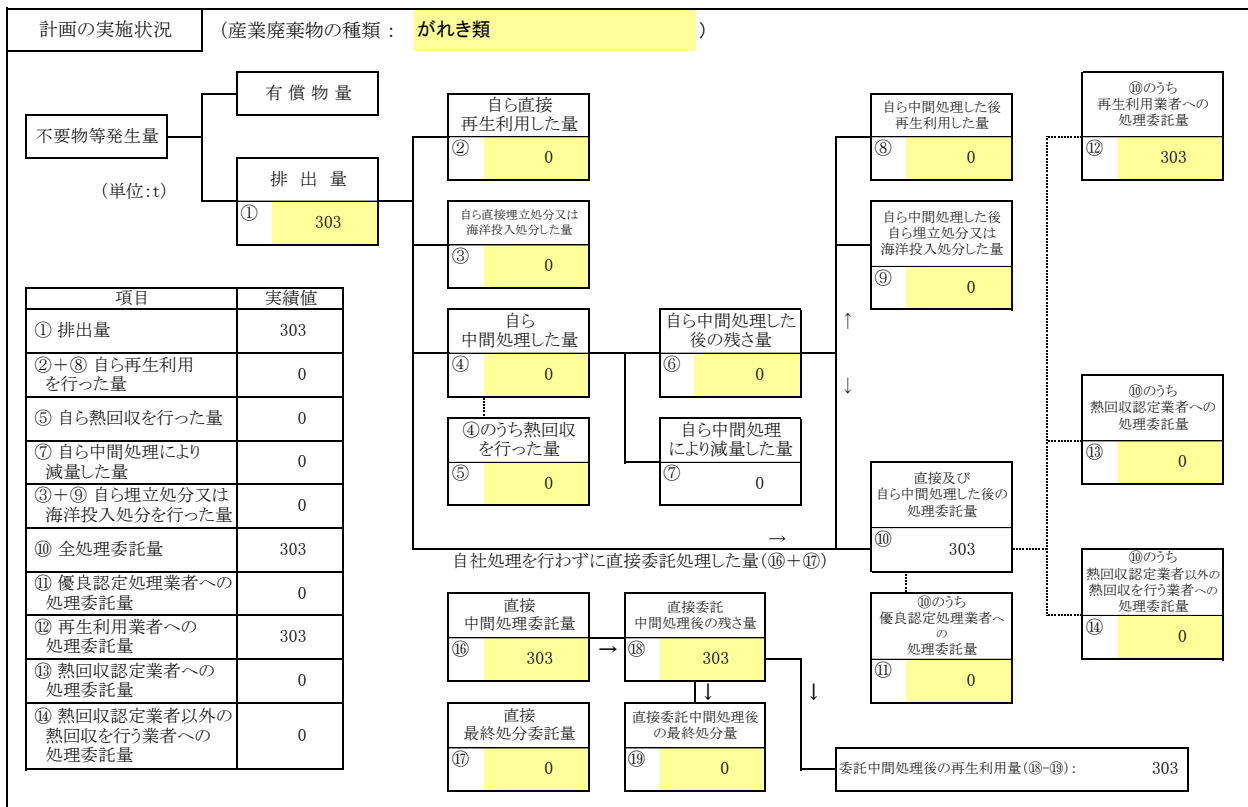 計画の実施状況
(産業廃棄物の種類： がれき類 )
不要物等発生量
(単位:t)
有 償 物 量
排 出 量
① 303
自ら直接
再生利用した量
② 0
自ら直接埋立処分又は
海洋投入処分した量
③ 0
自ら
中間処理した量
④ 0
④のうち熱回収
を行った量
⑤ 0
自ら中間処理した
後の残さ量
⑥ 0
自ら中間処理
により減量した量
⑦ 0
自ら中間処理した後
再生利用した量
⑧ 0
自ら中間処理した後
自ら埋立処分又は
海洋投入処分した量
⑨ 0
↑
↓
直接及び
自ら中間処理した後の
処理委託量
⑩ 303
→
自社処理を行わずに直接委託処理した量(⑯＋⑰)
⑩のうち
優良認定処理業者へ
の
処理委託量
⑪ 0
⑩のうち
再生利用業者への
処理委託量
⑫ 303
⑩のうち
熱回収認定業者への
処理委託量
⑬ 0
⑩のうち
熱回収認定業者以外の
熱回収を行う業者への
処理委託量
⑭ 0
直接
中間処理委託量
⑯ 303
→
直接委託
中間処理後の残さ量
⑱ 303
↓
↓
直接
最終処分委託量
⑰ 0
直接委託中間処理後
の最終処分量
⑲ 0
委託中間処理後の再生利用量(⑱-⑲)： 303
項目 実績値
① 排出量 303
②＋⑧ 自ら再生利用
を行った量 0
⑤ 自ら熱回収を行った量 0
⑦ 自ら中間処理により
減量した量 0
③＋⑨ 自ら埋立処分又は
海洋投入処分を行った量 0
⑩ 全処理委託量 303
⑪ 優良認定処理業者への
処理委託量 0
⑫ 再生利用業者への
処理委託量 303
⑬ 熱回収認定業者への
処理委託量 0
⑭ 熱回収認定業者以外の
熱回収を行う業者への
処理委託量 0